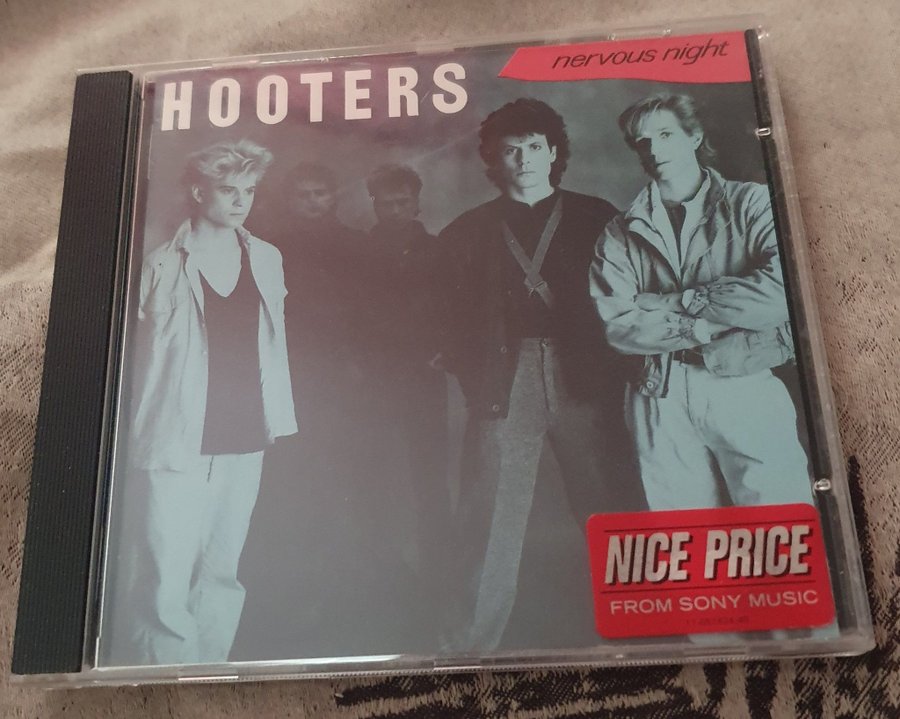 HOOTERS
nervous night
NICE PRICE
FROM SONY MUSIC